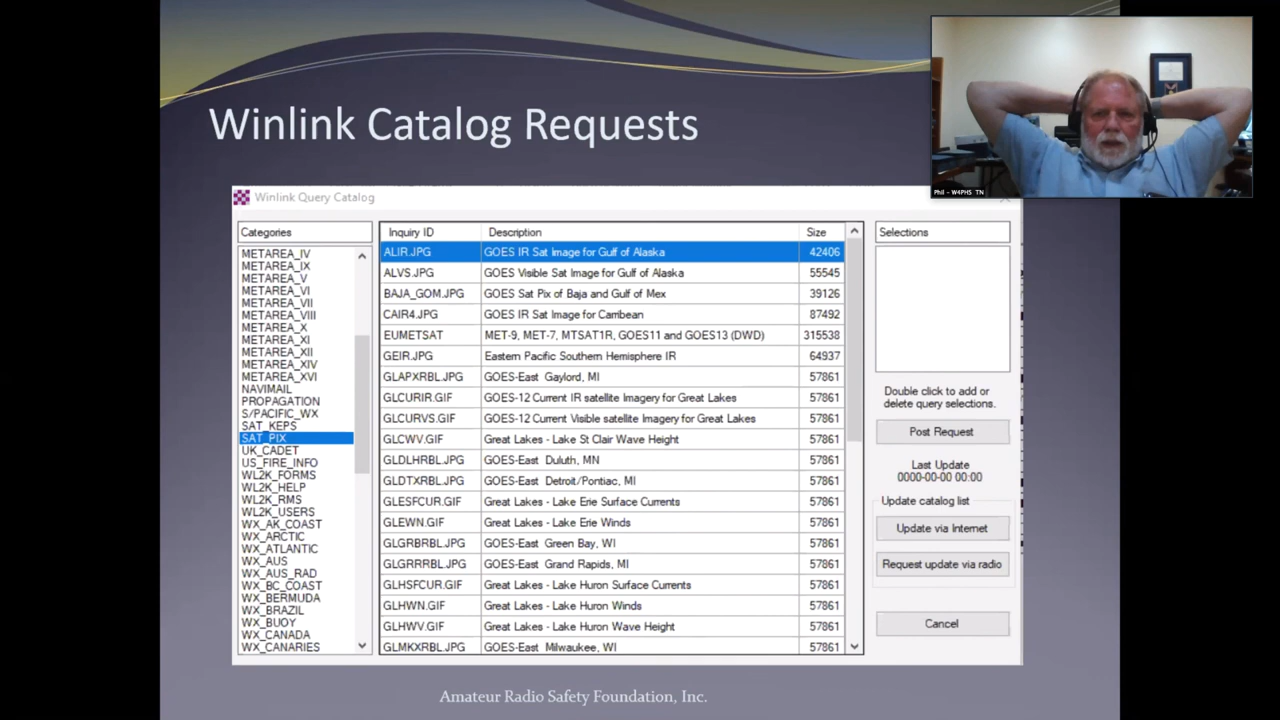 Winlink Catalog Requests
Phil - W4PHS TN
Winlink Query Catalog
Categories
METAREA_IV
METAREA_IX
METAREA_V
METAREA_VI
METAREA_VII
METAREA_VIII
METAREA_X
METAREA_XI
METAREA_XII
METAREA_XIV
METAREA_XVI
NAVIMAIL
PROPAGATION
S/PACIFIC_WX
SAT_KEPS
SAT_PIX
UK_CADET
US_FIRE_INFO
WL2K_FORMS
WL2K_HELP
WL2K_RMS
WL2K_USERS
WX_AK_COAST
WX_ARCTIC
WX_ATLANTIC
WX_AUS
WX_AUS_RAD
WX_BC_COAST
WX_BERMUDA
WX_BRAZIL
WX_BUOY
WX_CANADA
WX_CANARIES
Inquiry ID Description Size
ALIR.JPG GOES IR Sat Image for Gulf of Alaska 42406
ALVS.JPG GOES Visible Sat Image for Gulf of Alaska 55545
BAJA_GOM.JPG GOES Sat Pix of Baja and Gulf of Mex 39126
CAIR4.JPG GOES IR Sat Image for Carribean 87492
EUMETSAT MET-9, MET-7, MTSAT1R, GOES11 and GOES13 (DWD) 315538
GEIR.JPG Eastern Pacific Southern Hemisphere IR 64937
GLAPXRBL.JPG GOES-East Gaylord, MI 57861
GLCURIR.GIF GOES-12 Current IR satellite Imagery for Great Lakes 57861
GLCURVS.GIF GOES-12 Current Visible satellite Imagery for Great Lakes 57861
GLCWV.GIF Great Lakes - Lake St Clair Wave Height 57861
GLDLHRBL.JPG GOES-East Duluth, MN 57861
GLDTXRBL.JPG GOES-East Detroit/Pontiac, MI 57861
GLESFCUR.GIF Great Lakes - Lake Erie Surface Currents 57861
GLEWN.GIF Great Lakes - Lake Erie Winds 57861
GLGRBRBL.JPG GOES-East Green Bay, WI 57861
GLGRRRBL.JPG GOES-East Grand Rapids, MI 57861
GLHSFCUR.GIF Great Lakes - Lake Huron Surface Currents 57861
GLHWN.GIF Great Lakes - Lake Huron Winds 57861
GLHWV.GIF Great Lakes - Lake Huron Wave Height 57861
GLMKXRBL.JPG GOES-East Milwaukee, WI 57861
Selections
Double click to add or
delete query selections.
Post Request
Last Update
0000-00-00 00:00
Update catalog list
Update via Internet
Request update via radio
Cancel
Amateur Radio Safety Foundation, Inc.